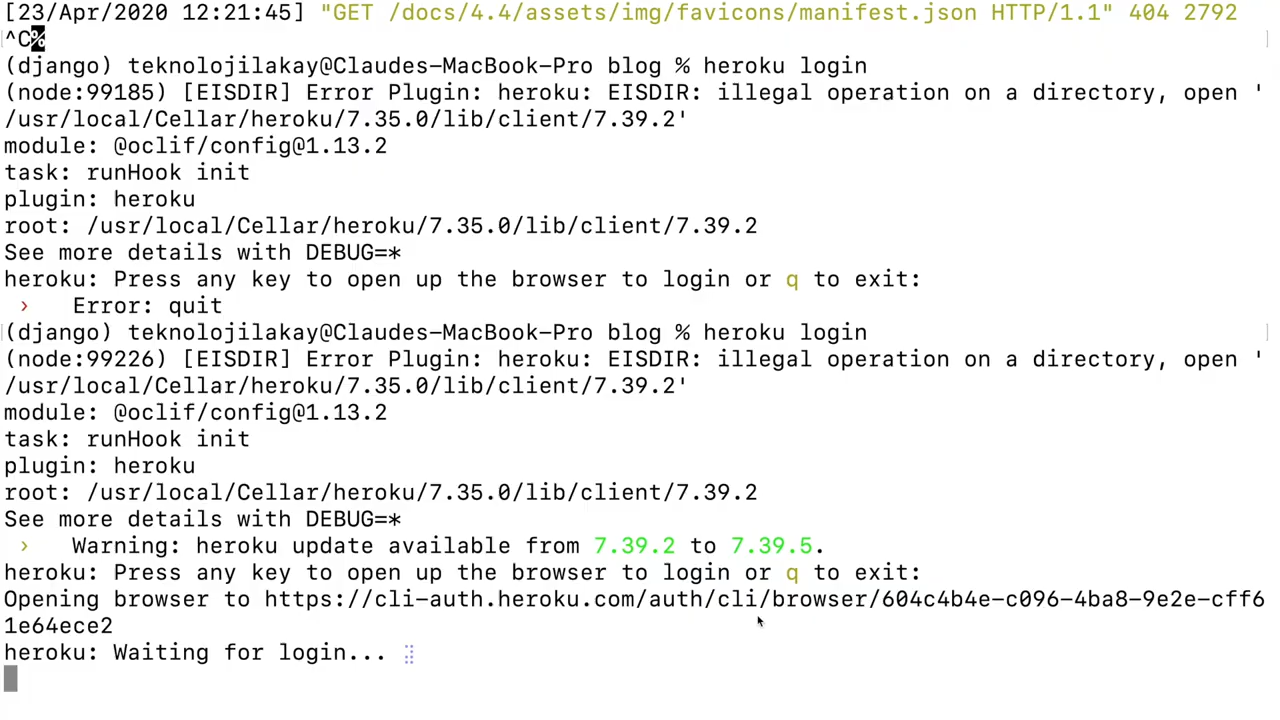 [23/Apr/2020 12:21:45] "GET /docs/4.4/assets/img/favicons/manifest.json HTTP/1.1" 404 2792
^C%
(django) teknolojilakay@Claudes-MacBook-Pro blog % heroku login
(node:99185) [EISDIR] Error Plugin: heroku: EISDIR: illegal operation on a directory, open '
/usr/local/Cellar/heroku/7.35.0/lib/client/7.39.2'
module: @oclif/config@1.13.2
task: runHook init
plugin: heroku
root: /usr/local/Cellar/heroku/7.35.0/lib/client/7.39.2
See more details with DEBUG=*
heroku: Press any key to open up the browser to login or q to exit:
› Error: quit
(django) teknolojilakay@Claudes-MacBook-Pro blog % heroku login
(node:99226) [EISDIR] Error Plugin: heroku: EISDIR: illegal operation on a directory, open '
/usr/local/Cellar/heroku/7.35.0/lib/client/7.39.2'
module: @oclif/config@1.13.2
task: runHook init
plugin: heroku
root: /usr/local/Cellar/heroku/7.35.0/lib/client/7.39.2
See more details with DEBUG=*
› Warning: heroku update available from 7.39.2 to 7.39.5.
heroku: Press any key to open up the browser to login or q to exit:
Opening browser to https://cli-auth.heroku.com/auth/cli/browser/604c4b4e-c096-4ba8-9e2e-cff6
1e64ece2
heroku: Waiting for login...